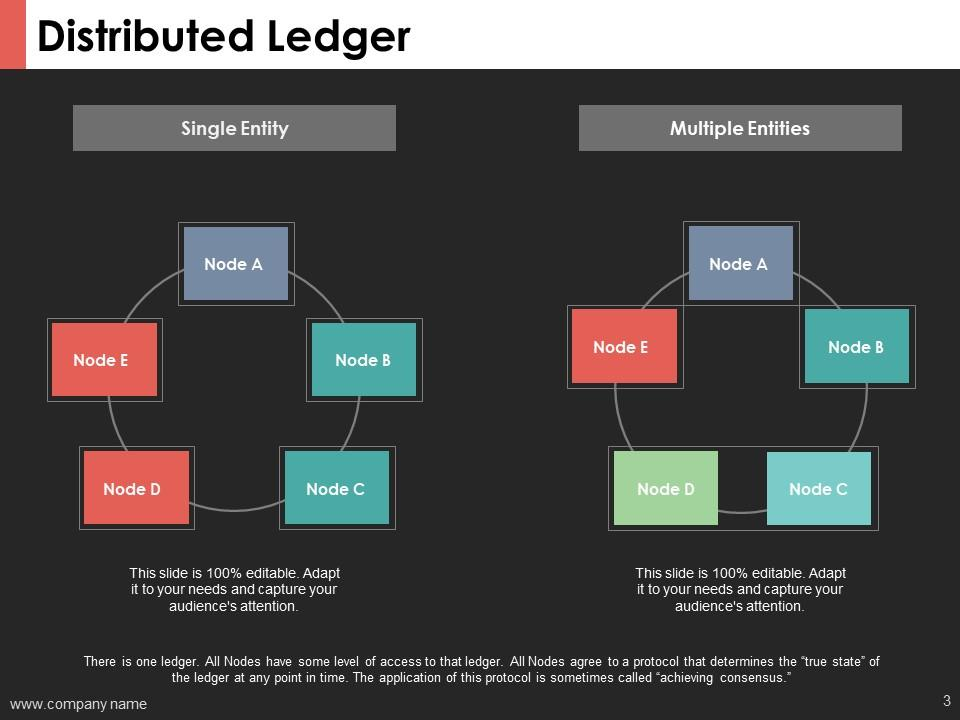 Distributed Ledger
Single Entity
Multiple Entities
Node A
Node E
Node B
Node D
Node C
Node A
Node E
Node B
Node D
Node C
This slide is 100% editable. Adapt
it to your needs and capture your
audience's attention.
This slide is 100% editable. Adapt
it to your needs and capture your
audience's attention.
There is one ledger. All Nodes have some level of access to that ledger. All Nodes agree to a protocol that determines the “true state” of
the ledger at any point in time. The application of this protocol is sometimes called “achieving consensus.”
www.company name
3